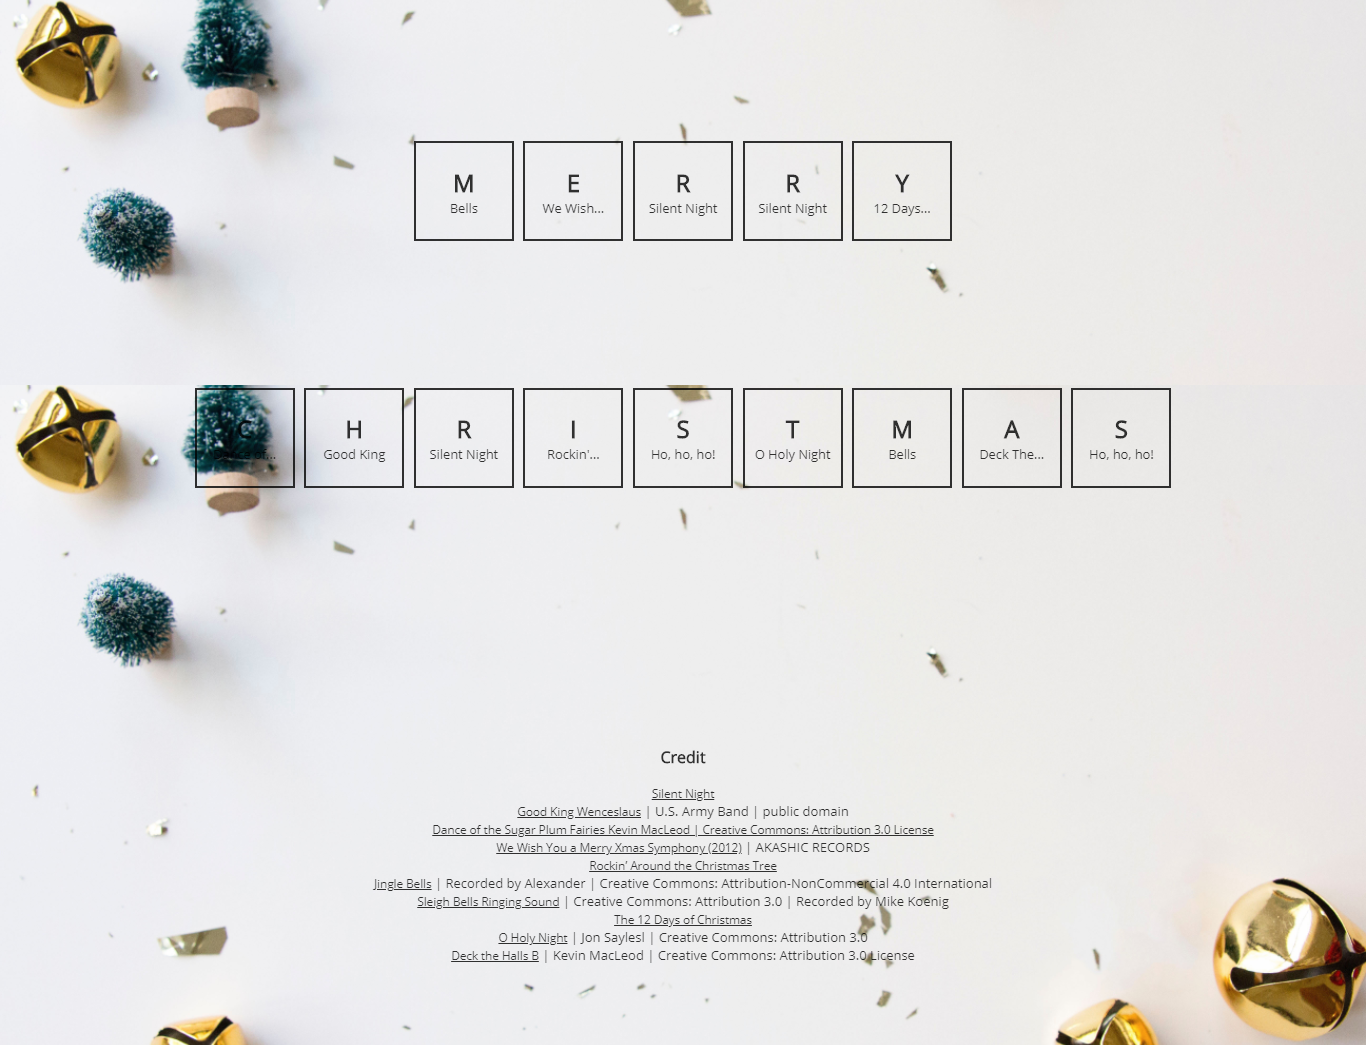 M E R R Y
Bells We Wish... Silent Night Silent Night 12 Days...
C H R I S T M A S
Good King Silent Night Rockin'... Ho, ho, ho! O Holy Night Bells Deck The... Ho, ho, ho!
Credit
Silent Night
Good King Wenceslaus | U.S. Army Band | public domain
Dance of the Sugar Plum Fairies Kevin MacLeod | Creative Commons: Attribution 3.0 License
We Wish You a Merry Xmas Symphony (2012) | AKASHIC RECORDS
Rockin' Around the Christmas Tree
Jingle Bells | Recorded by Alexander | Creative Commons: Attribution-NonCommercial 4.0 International
Sleigh Bells Ringing Sound | Creative Commons: Attribution 3.0 | Recorded by Mike Koenig
The 12 Days of Christmas
O Holy Night | Jon Saylesl | Creative Commons: Attribution 3.0
Deck the Halls B | Kevin MacLeod | Creative Commons: Attribution 3.0 License